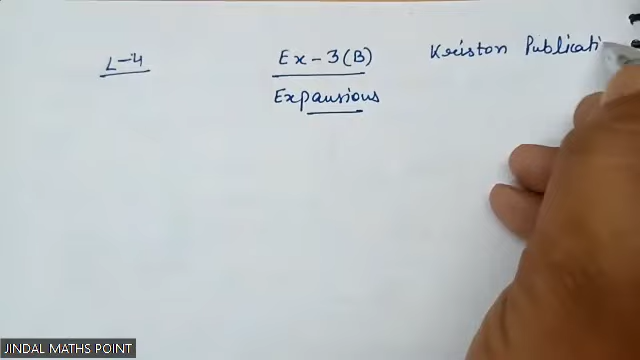 L-4
Ex-3(B)
Kriston Publicati
Expansions
JINDAL MATHS POINT